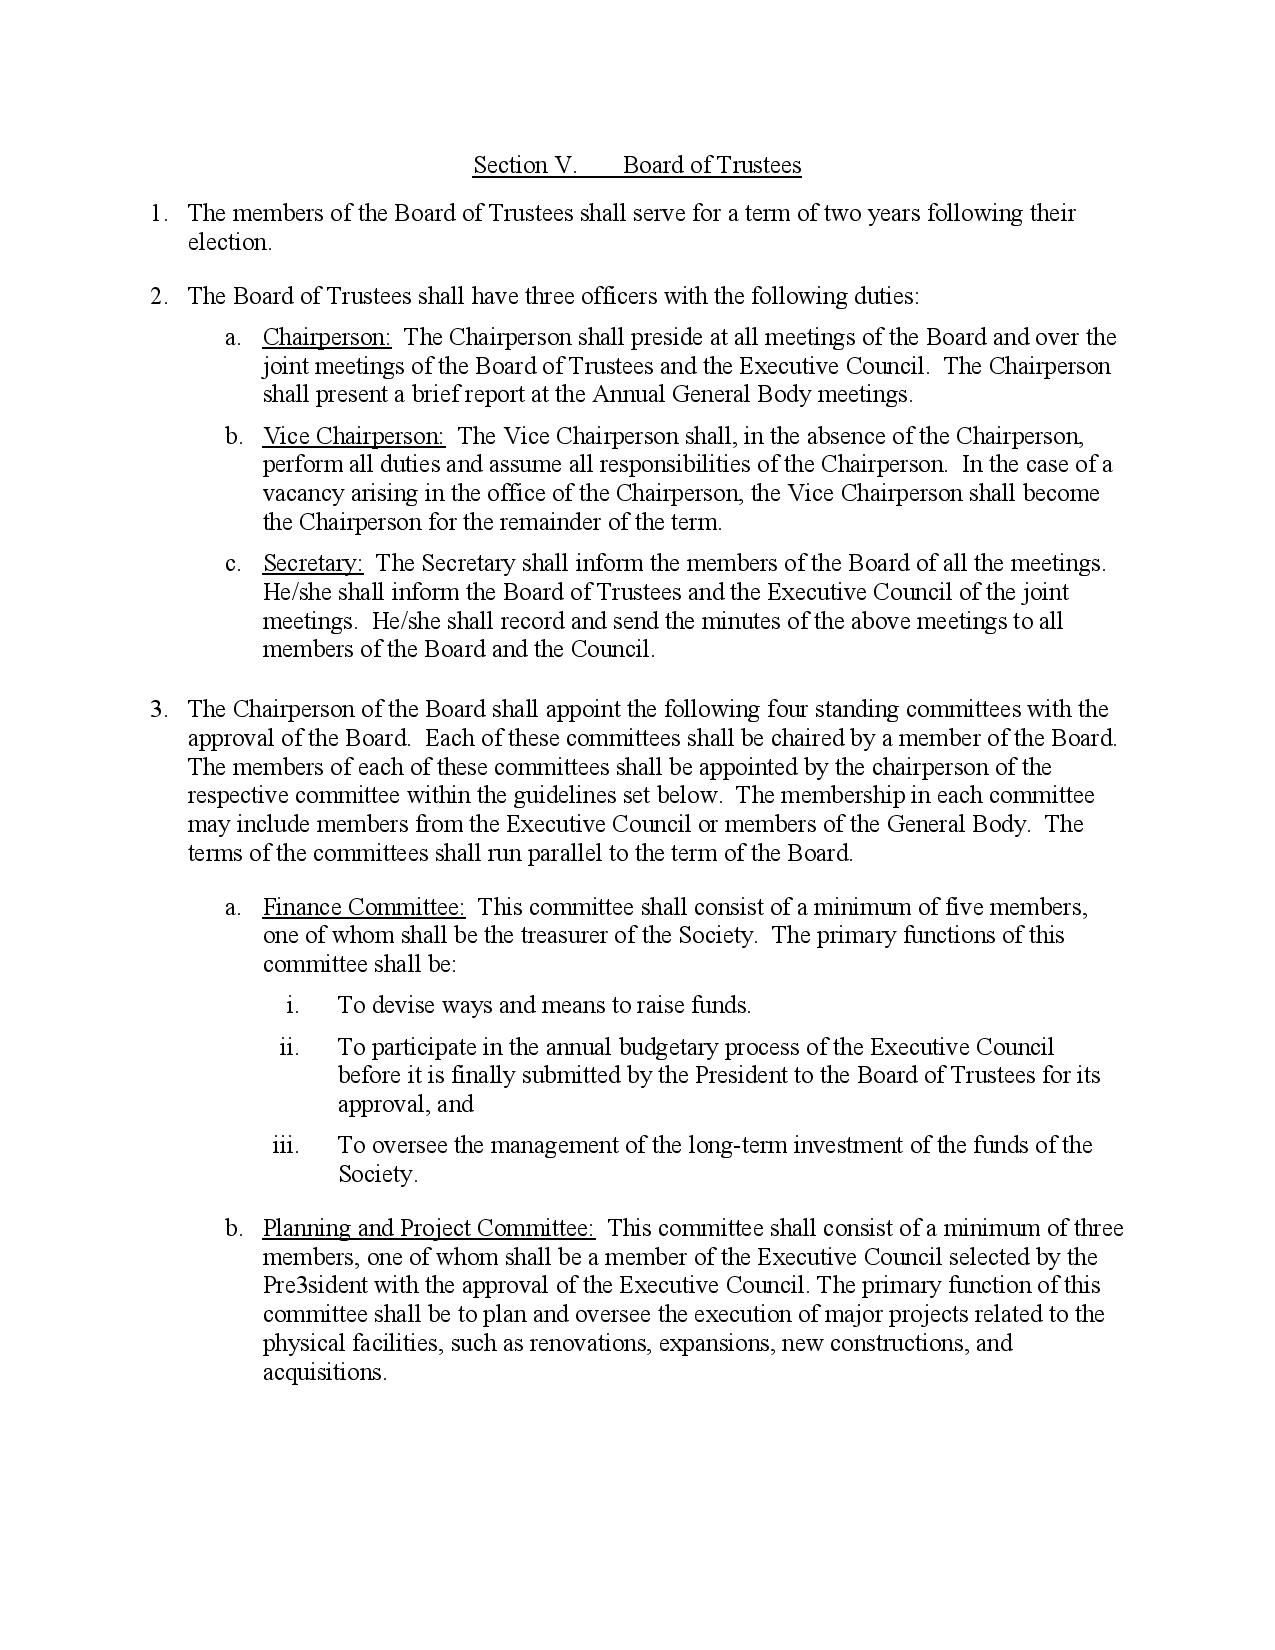 Section V. Board of Trustees
1. The members of the Board of Trustees shall serve for a term of two years following their
election.
2. The Board of Trustees shall have three officers with the following duties:
a. Chairperson: The Chairperson shall preside at all meetings of the Board and over the
joint meetings of the Board of Trustees and the Executive Council. The Chairperson
shall present a brief report at the Annual General Body meetings.
b. Vice Chairperson: The Vice Chairperson shall, in the absence of the Chairperson,
perform all duties and assume all responsibilities of the Chairperson. In the case of a
vacancy arising in the office of the Chairperson, the Vice Chairperson shall become
the Chairperson for the remainder of the term.
c. Secretary: The Secretary shall inform the members of the Board of all the meetings.
He/she shall inform the Board of Trustees and the Executive Council of the joint
meetings. He/she shall record and send the minutes of the above meetings to all
members of the Board and the Council.
3. The Chairperson of the Board shall appoint the following four standing committees with the
approval of the Board. Each of these committees shall be chaired by a member of the Board.
The members of each of these committees shall be appointed by the chairperson of the
respective committee within the guidelines set below. The membership in each committee
may include members from the Executive Council or members of the General Body. The
terms of the committees shall run parallel to the term of the Board.
a. Finance Committee: This committee shall consist of a minimum of five members,
one of whom shall be the treasurer of the Society. The primary functions of this
committee shall be:
i. To devise ways and means to raise funds.
ii. To participate in the annual budgetary process of the Executive Council
before it is finally submitted by the President to the Board of Trustees for its
approval, and
iii. To oversee the management of the long-term investment of the funds of the
Society.
b. Planning and Project Committee: This committee shall consist of a minimum of three
members, one of whom shall be a member of the Executive Council selected by the
Pre3sident with the approval of the Executive Council. The primary function of this
committee shall be to plan and oversee the execution of major projects related to the
physical facilities, such as renovations, expansions, new constructions, and
acquisitions.